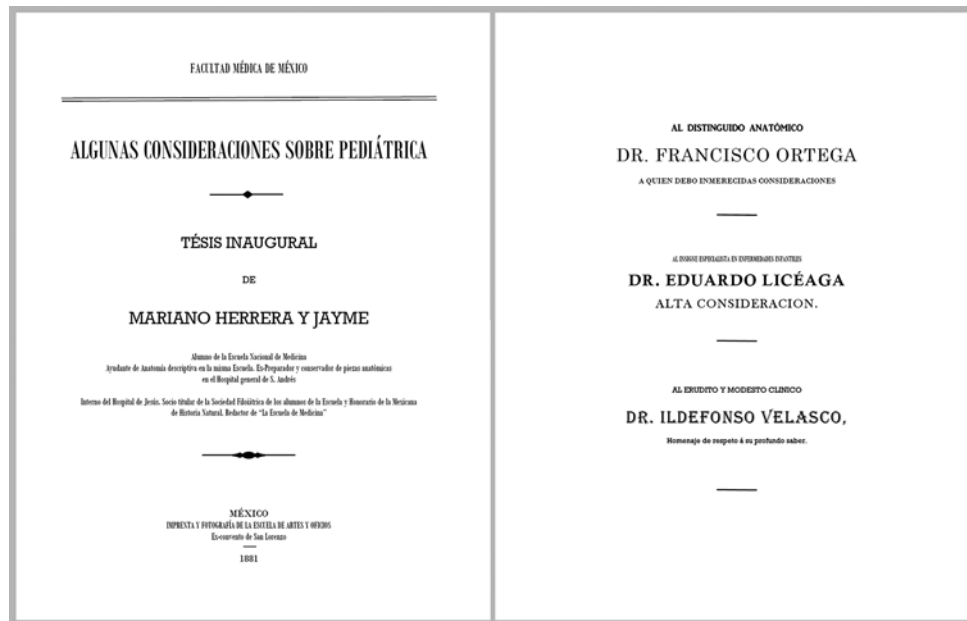 FACULTAD MÉDICA DE MÉXICO
ALGUNAS CONSIDERACIONES SOBRE PEDIÁTRICA
TÉSIS INAUGURAL
DE
MARIANO HERRERA Y JAYME
Alumno de la Escuela Nacional de Medicina
Ayudante de Anatomía descriptiva en la misma Escuela. Ex-Preparador y conservador de piezas anatómicas
en el Hospital general de S. Andrés
Interno del Hospital de Jesús. Socio titular de la Sociedad Filoiátrica de los alumnos de la Escuela y Honorario de la Mexicana
de Historia Natural. Redactor de "La Escuela de Medicina"
MÉXICO
IMPRENTA Y FOTOGRAFÍA DE LA ESCUELA DE ARTES Y OFICIOS
Ex-convento de San Lorenzo
1881
AL DISTINGUIDO ANATÓMICO
DR. FRANCISCO ORTEGA
A QUIEN DEBO INMERECIDAS CONSIDERACIONES
AL INSIGNE ESPECIALISTA EN ENFERMEDADES INFANTILES
DR. EDUARDO LICÉAGA
ALTA CONSIDERACION.
AL ERUDITO Y MODESTO CLINICO
DR. ILDEFONSO VELASCO,
Homenaje de respeto á su profundo saber.